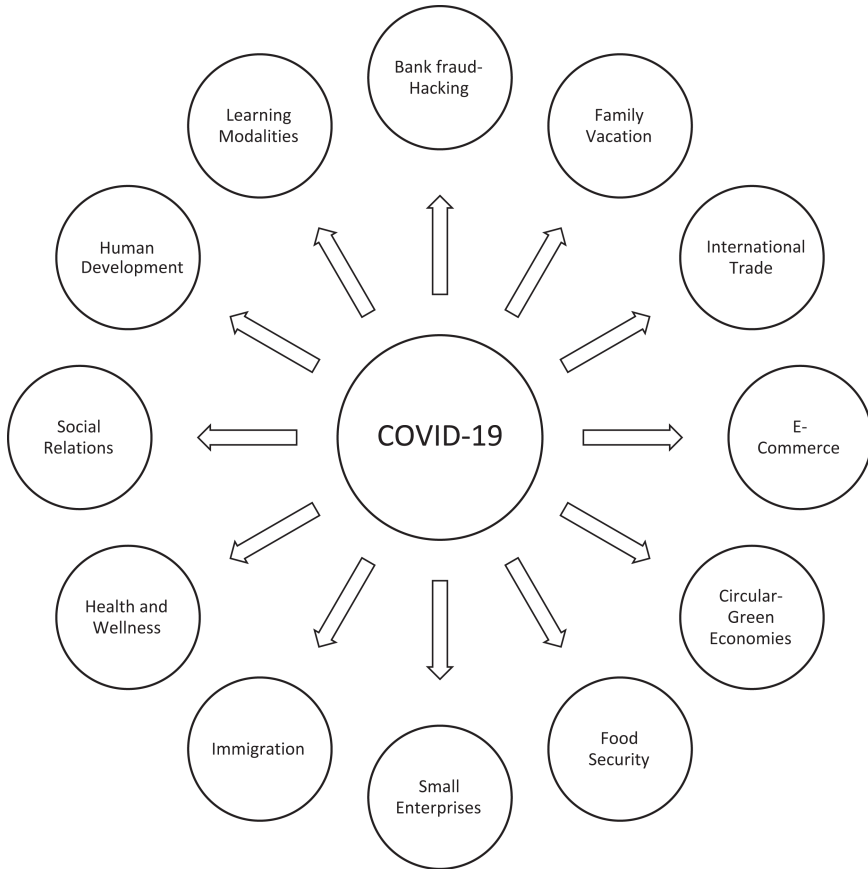 Bank fraud-
Hacking
Family
Vacation
International
Trade
E-
Commerce
Circular-
Green
Economies
Food
Security
Small
Enterprises
Immigration
Health and
Wellness
Social
Relations
Human
Development
Learning
Modalities
COVID-19